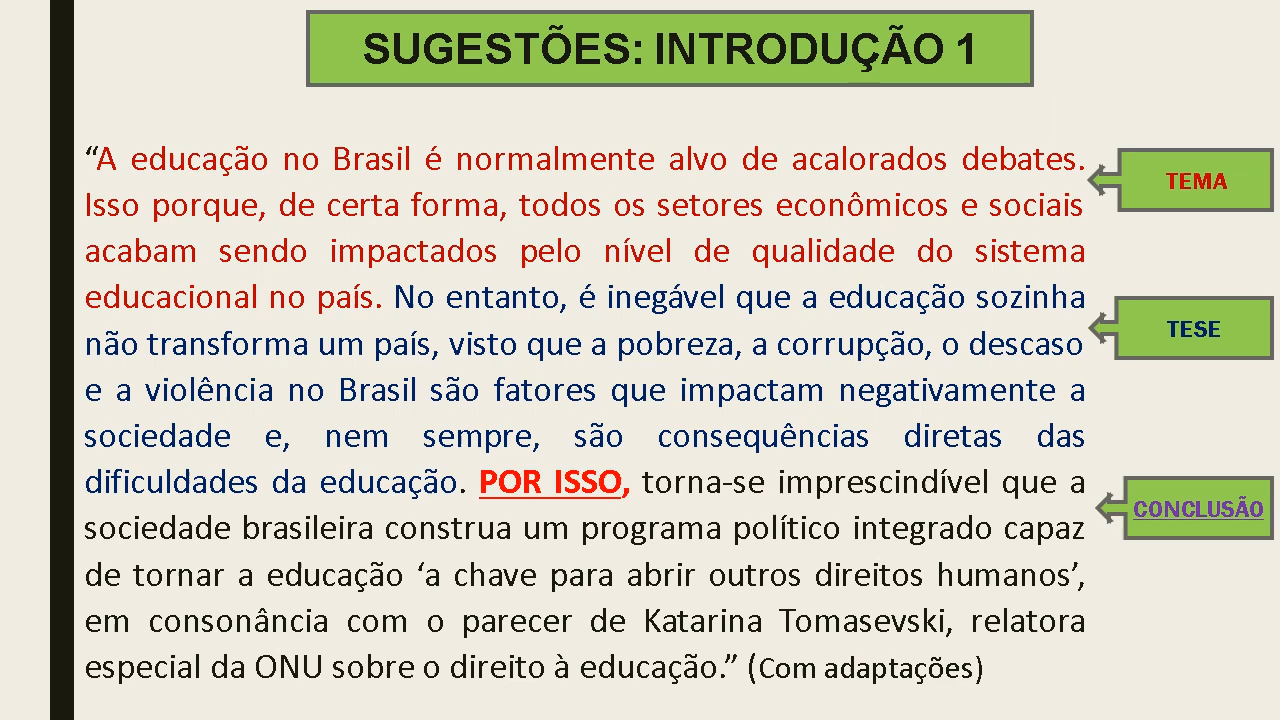 SUGESTÕES: INTRODUÇÃO 1
“A educação no Brasil é normalmente alvo de acalorados debates.
Isso porque, de certa forma, todos os setores econômicos e sociais
acabam sendo impactados pelo nível de qualidade do sistema
educacional no país. No entanto, é inegável que a educação sozinha
não transforma um país, visto que a pobreza, a corrupção, o descaso
e a violência no Brasil são fatores que impactam negativamente a
sociedade e, nem sempre, são consequências diretas das
dificuldades da educação. POR ISSO, torna-se imprescindível que a
sociedade brasileira construa um programa político integrado capaz
de tornar a educação ‘a chave para abrir outros direitos humanos’,
em consonância com o parecer de Katarina Tomasevski, relatora
especial da ONU sobre o direito à educação.” (Com adaptações)
TEMA
TESE
CONCLUSÃO